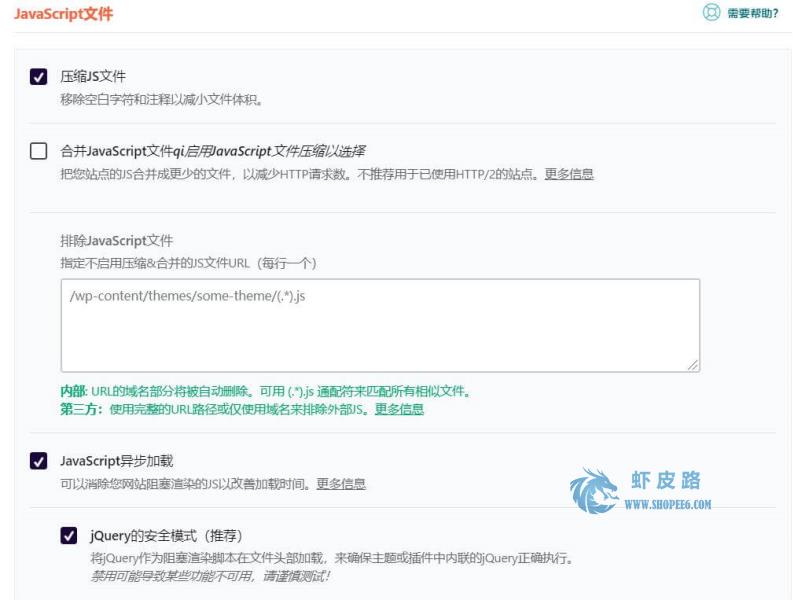 JavaScript文件
需要帮助?
压缩JS文件
移除空白字符和注释以减小文件体积。
合并JavaScript文件qi启用JavaScript文件压缩以选择
把您站点的JS合并成更少的文件，以减少HTTP请求数。不推荐用于已使用HTTP/2的站点。更多信息
排除JavaScript文件
指定不启用压缩&合并的JS文件URL（每行一个）
/wp-content/themes/some-theme/(.*).js
内部: URL的域名部分将被自动删除。可用 (.*).js 通配符来匹配所有相似文件。
第三方：使用完整的URL路径或仅使用域名来排除外部JS。更多信息
JavaScript异步加载
可以消除您网站阻塞渲染的JS以改善加载时间。更多信息
虾皮路
WWW.SHOPEE6.COM
jQuery的安全模式（推荐）
将jQuery作为阻塞渲染脚本在文件头部加载，来确保主题或插件中内联的jQuery正确执行。
禁用可能导致某些功能不可用，请谨慎测试！